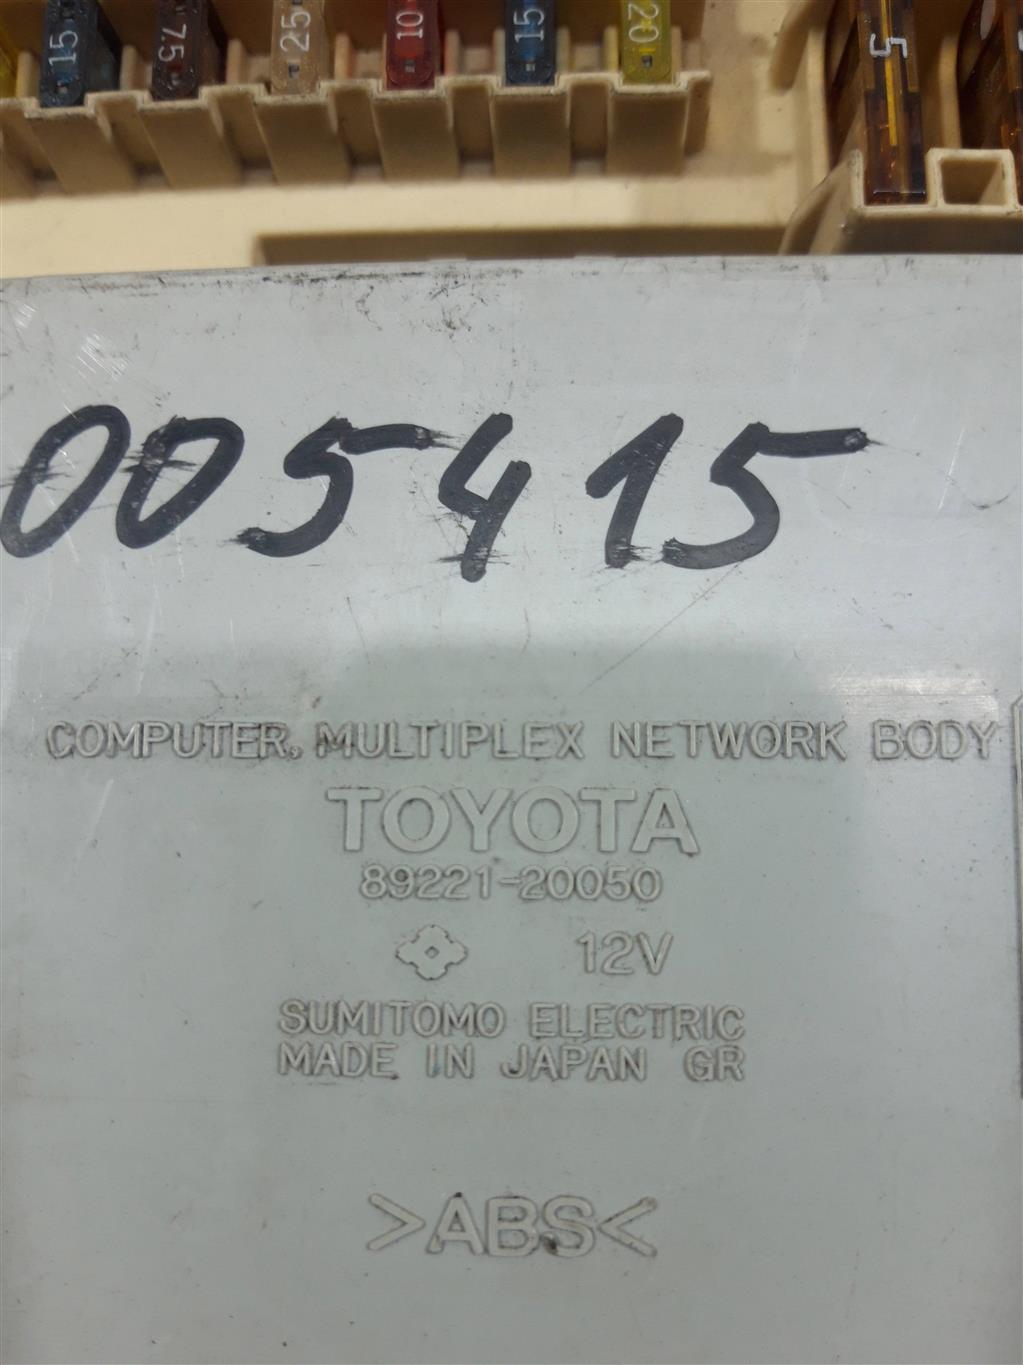 15 7.5 25 10 15 20 5
005415
COMPUTER, MULTIPLEX NETWORK BODY
TOYOTA
89221-20050
12V
SUMITOMO ELECTRIC
MADE IN JAPAN GR
>ABS<